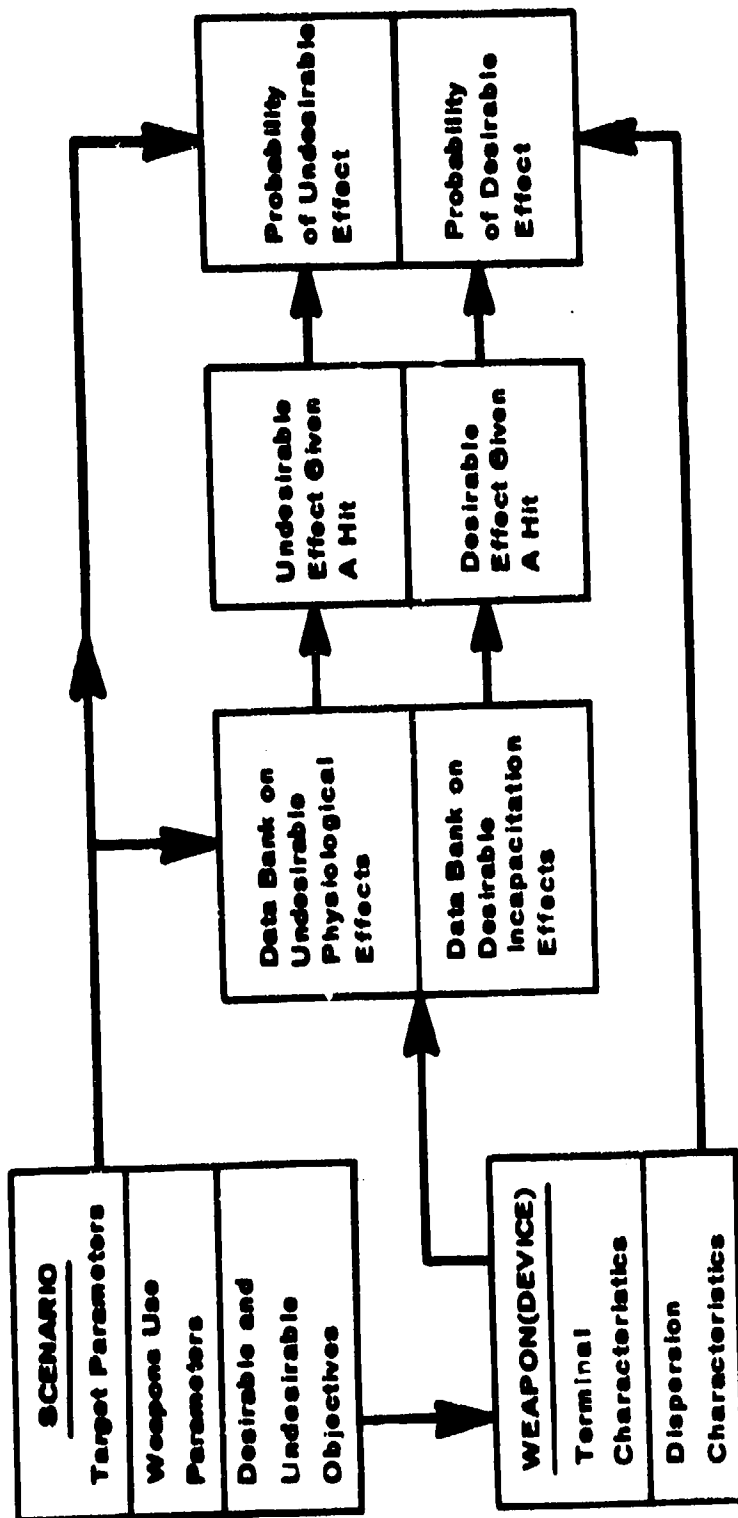 SCENARIO
Target Parameters
Weapons Use
Parameters
Desirable and
Undesirable
Objectives
WEAPON(DEVICE)
Terminal
Characteristics
Dispersion
Characteristics
Data Bank on
Undesirable
Physiological
Effects
Data Bank on
Desirable
Incapacitation
Effects
Undesirable
Effect Given
A Hit
Desirable
Effect Given
A Hit
Probability
of Undesirable
Effect
Probability
of Desirable
Effect